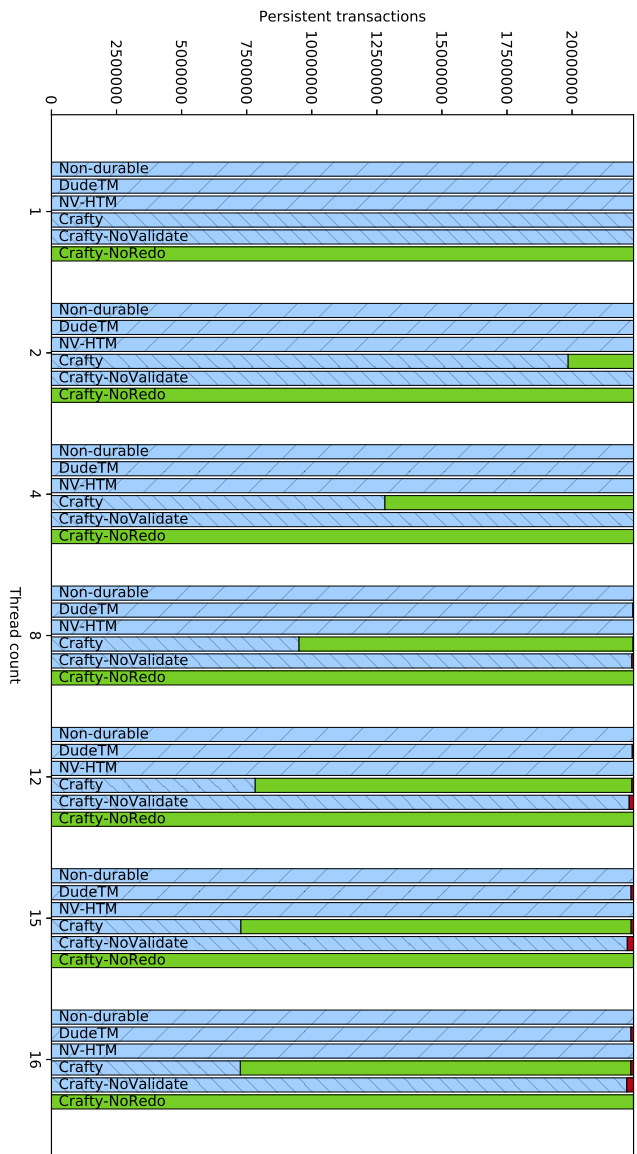 Persistent transactions
0
2500000
5000000
7500000
10000000
12500000
15000000
17500000
20000000
Non-durable
DudeTM
NV-HTM
Crafty
Crafty-NoValidate
Crafty-NoRedo
1
Non-durable
DudeTM
NV-HTM
Crafty
Crafty-NoValidate
Crafty-NoRedo
2
Non-durable
DudeTM
NV-HTM
Crafty
Crafty-NoValidate
Crafty-NoRedo
4
Non-durable
DudeTM
NV-HTM
Crafty
Crafty-NoValidate
Crafty-NoRedo
8
Non-durable
DudeTM
NV-HTM
Crafty
Crafty-NoValidate
Crafty-NoRedo
12
Non-durable
DudeTM
NV-HTM
Crafty
Crafty-NoValidate
Crafty-NoRedo
15
Non-durable
DudeTM
NV-HTM
Crafty
Crafty-NoValidate
Crafty-NoRedo
16
Thread count